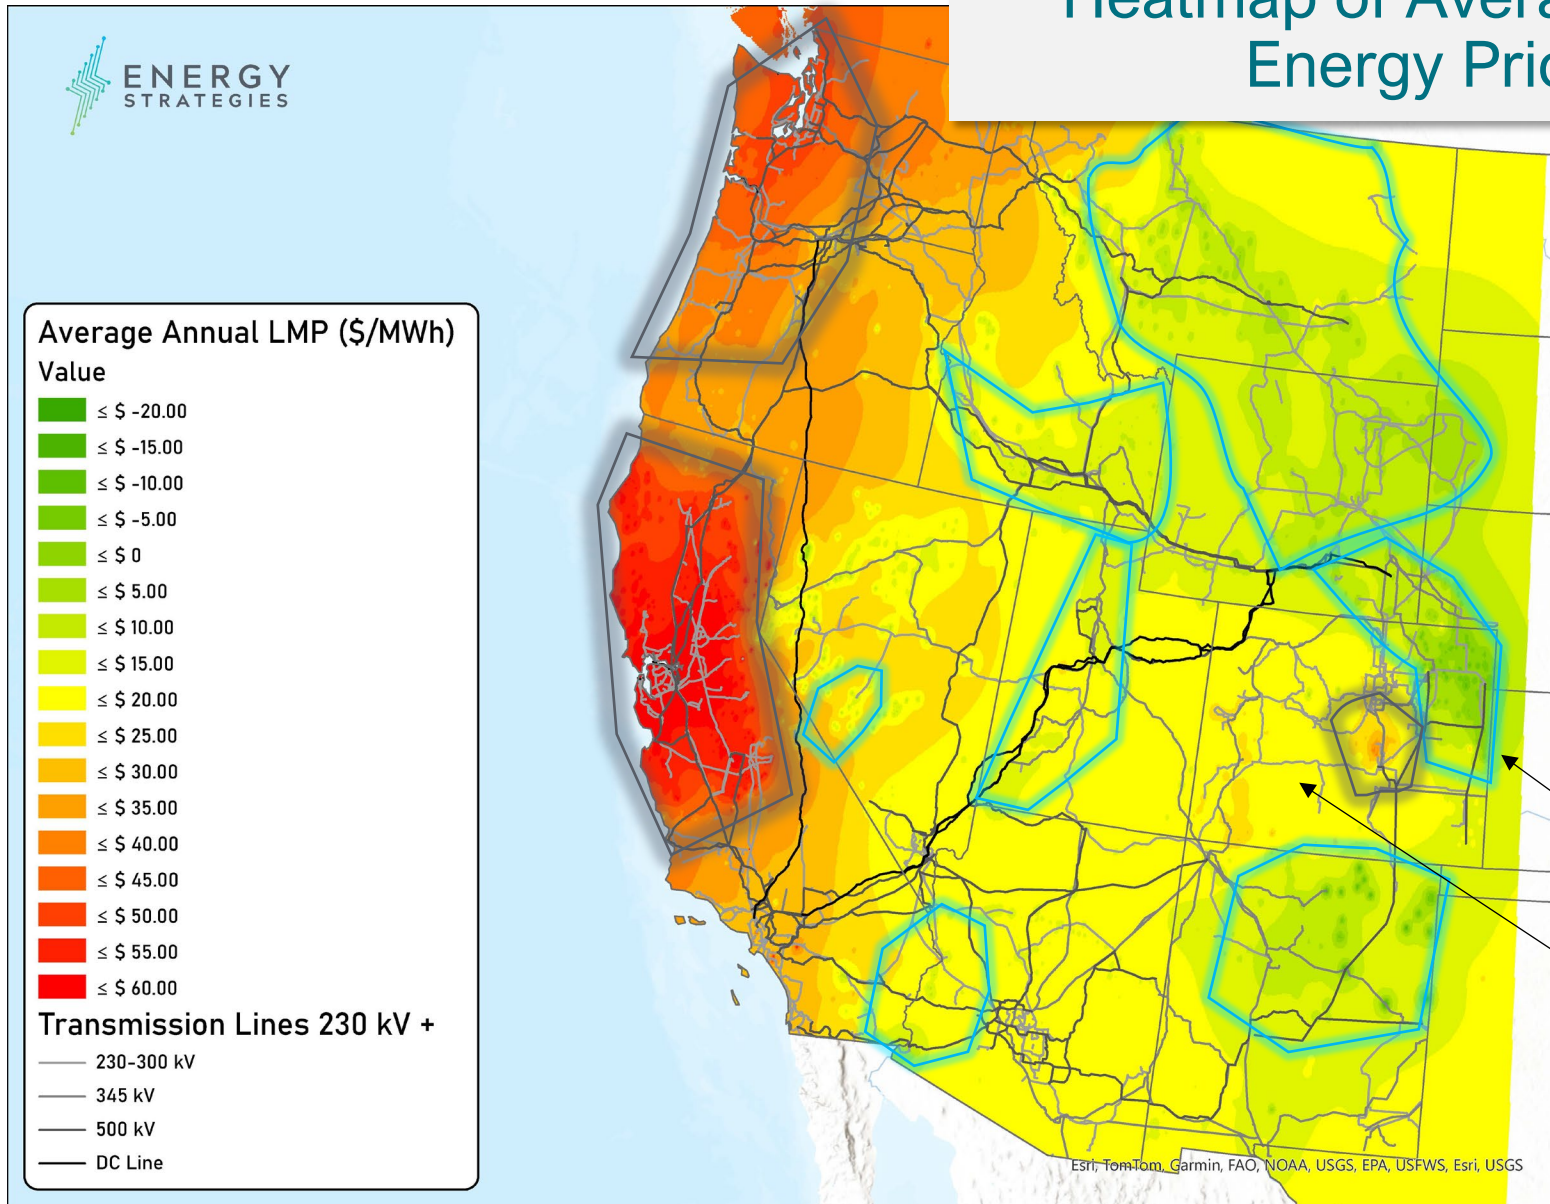 Heatmap of Avera
Energy Pric
ENERGY
STRATEGIES
Average Annual LMP ($/MWh)
Value
≤ $ -20.00
≤ $ -15.00
≤ $ -10.00
≤ $ -5.00
≤ $ 0
≤ $ 5.00
≤ $ 10.00
≤ $ 15.00
≤ $ 20.00
≤ $ 25.00
≤ $ 30.00
≤ $ 35.00
≤ $ 40.00
≤ $ 45.00
≤ $ 50.00
≤ $ 55.00
≤ $ 60.00
Transmission Lines 230 kV +
230-300 kV
345 kV
500 kV
DC Line
Esri, TomTom, Garmin, FAO, NOAA, USGS, EPA, USFWS, Esri, USGS